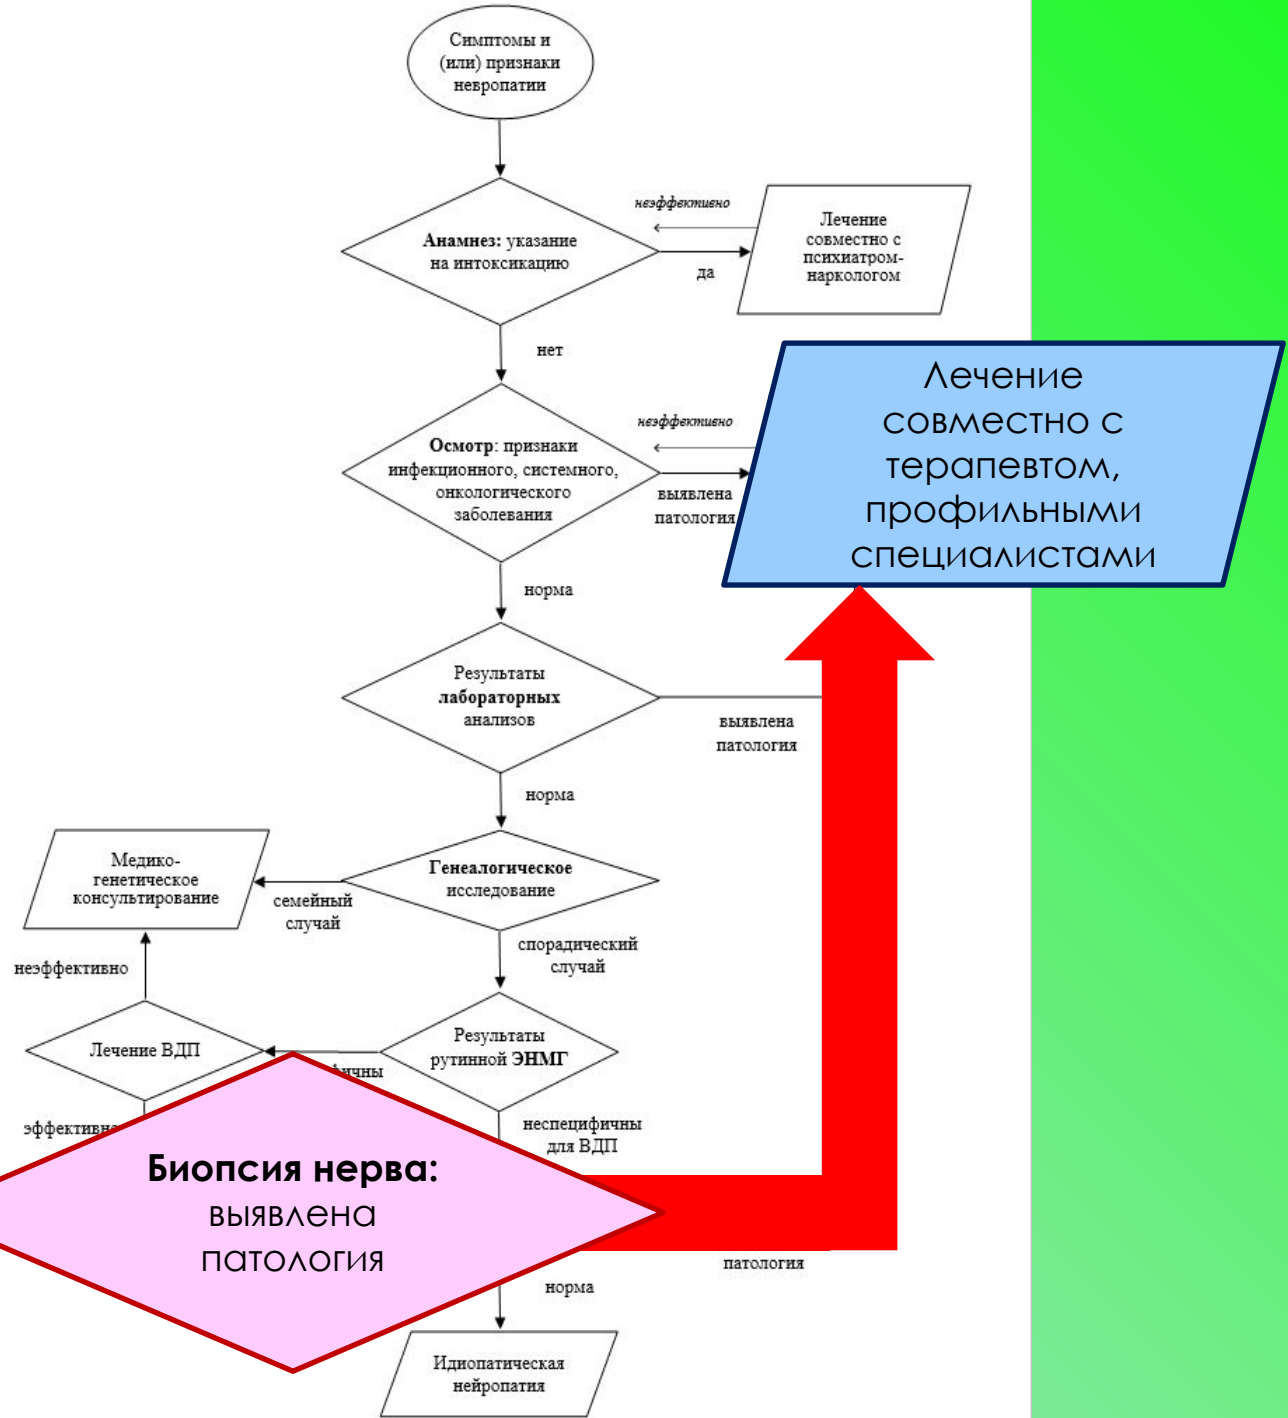 Симптомы и
(или) признаки
невропатии
Анамнез: указание
на интоксикацию
неэффективно
да
Лечение
совместно с
психиатром-
наркологом
нет
Осмотр: признаки
инфекционного, системного,
онкологического
заболевания
неэффективно
выявлена
патология
Лечение
совместно с
терапевтом,
профильными
специалистами
норма
Результаты
лабораторных
анализов
выявлена
патология
норма
Генеалогическое
исследование
семейный
случай
Медико-
генетическое
консультирование
спорадический
случай
неэффективно
Результаты
рутинной ЭНМГ
Лечение ВДП
неспецифичны
для ВДП
Биопсия нерва:
выявлена
патология
патология
норма
Идиопатическая
нейропатия